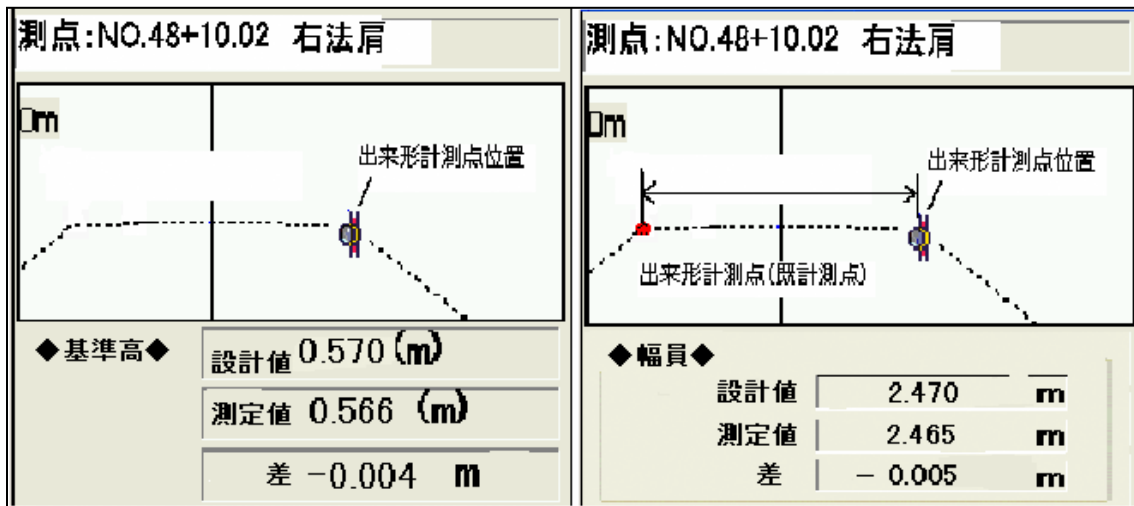 測点:NO.48+10.02 右法肩
0m
出来形計測点位置
◆基準高◆
設計値 0.570 (m)
測定値 0.566 (m)
差 -0.004 m
測点:NO.48+10.02 右法肩
0m
出来形計測点位置
出来形計測点(既計測点)
◆幅員◆
設計値 2.470 m
測定値 2.465 m
差 - 0.005 m